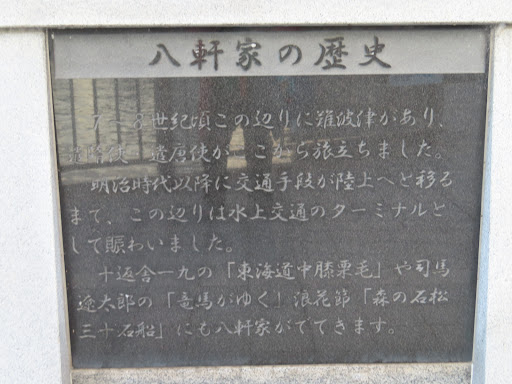 八軒家の歴史
7〜8世紀頃この辺りに難波津があり、
遣隋使、遣唐使がここから旅立ちました。
明治時代以降に交通手段が陸上へと移る
まで、この辺りは水上交通のターミナルと
して賑わいました。
十返舎一九の「東海道中膝栗毛」や司馬
遼太郎の「竜馬がゆく」浪花節「森の石松
三十石船」にも八軒家がでてきます。